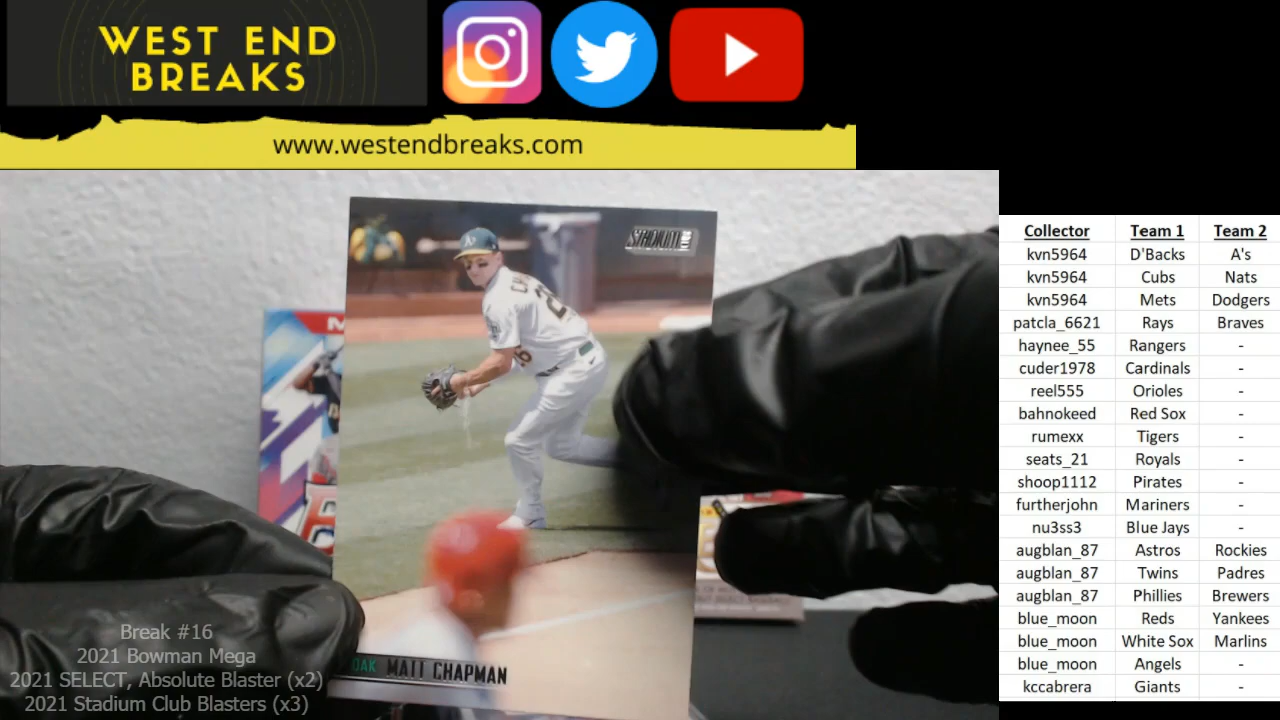 WEST END
BREAKS
www.westendbreaks.com
STADIUM
OAK MATT CHAPMAN
Break #16
2021 Bowman Mega
2021 SELECT, Absolute Blaster (x2)
2021 Stadium Club Blasters (x3)
Collector Team 1 Team 2
kvn5964 D'Backs A's
kvn5964 Cubs Nats
kvn5964 Mets Dodgers
patcla_6621 Rays Braves
haynee_55 Rangers -
cuder1978 Cardinals -
reel555 Orioles -
bahnokeed Red Sox -
rumexx Tigers -
seats_21 Royals -
shoop1112 Pirates -
furtherjohn Mariners -
nu3ss3 Blue Jays -
augblan_87 Astros Rockies
augblan_87 Twins Padres
augblan_87 Phillies Brewers
blue_moon Reds Yankees
blue_moon White Sox Marlins
blue_moon Angels -
kccabrera Giants -